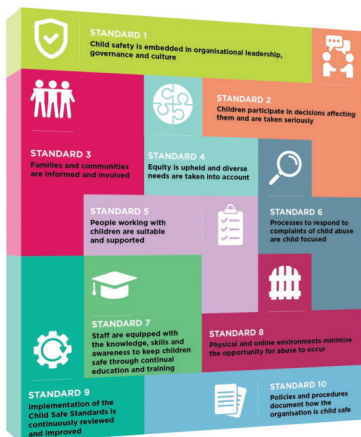 STANDARD 1
Child safety is embedded in organisational leadership,
governance and culture
STANDARD 2
Children participate in decisions affecting
them and are taken seriously
STANDARD 3
Families and communities
are informed and involved
STANDARD 4
Equity is upheld and diverse
needs are taken into account
STANDARD 5
People working with
children are suitable
and supported
STANDARD 6
Processes to respond to
complaints of child abuse
are child focused
STANDARD 7
Staff are equipped with
the knowledge, skills and
awareness to keep children
safe through continual
education and training
STANDARD 8
Physical and online environments minimise
the opportunity for abuse to occur
STANDARD 9
Implementation of the
Child Safe Standards is
continuously reviewed
and improved
STANDARD 10
Policies and procedures
document how the
organisation is child safe